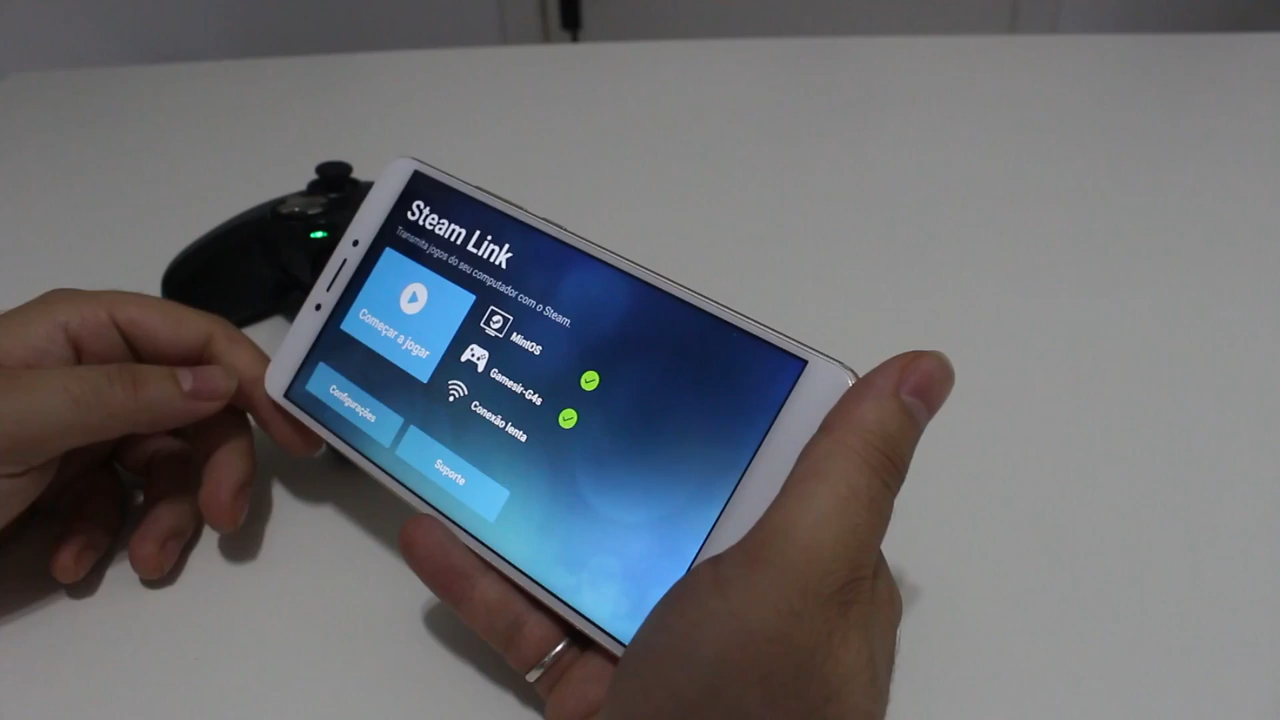 Steam Link
Transmita jogos do seu computador com o Steam.
Começar a jogar
MintOS
Gamesir-G4s
Conexão lenta
Configurações
Suporte